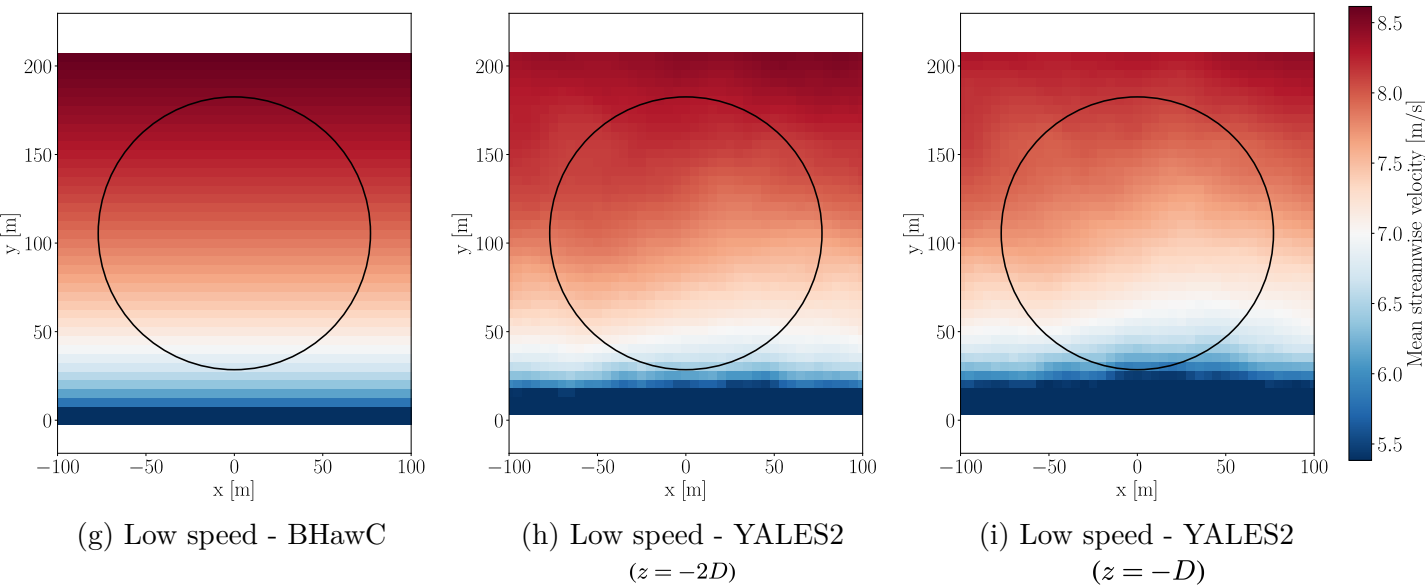 200
150
100
50
0
y [m]
−100 −50 0 50 100
x [m]
(g) Low speed - BHawC
200
150
100
50
0
y [m]
−100 −50 0 50 100
x [m]
(h) Low speed - YALES2
(z = −2D)
200
150
100
50
0
y [m]
−100 −50 0 50 100
x [m]
(i) Low speed - YALES2
(z = −D)
8.5
8.0
7.5
7.0
6.5
6.0
5.5
Mean streamwise velocity [m/s]